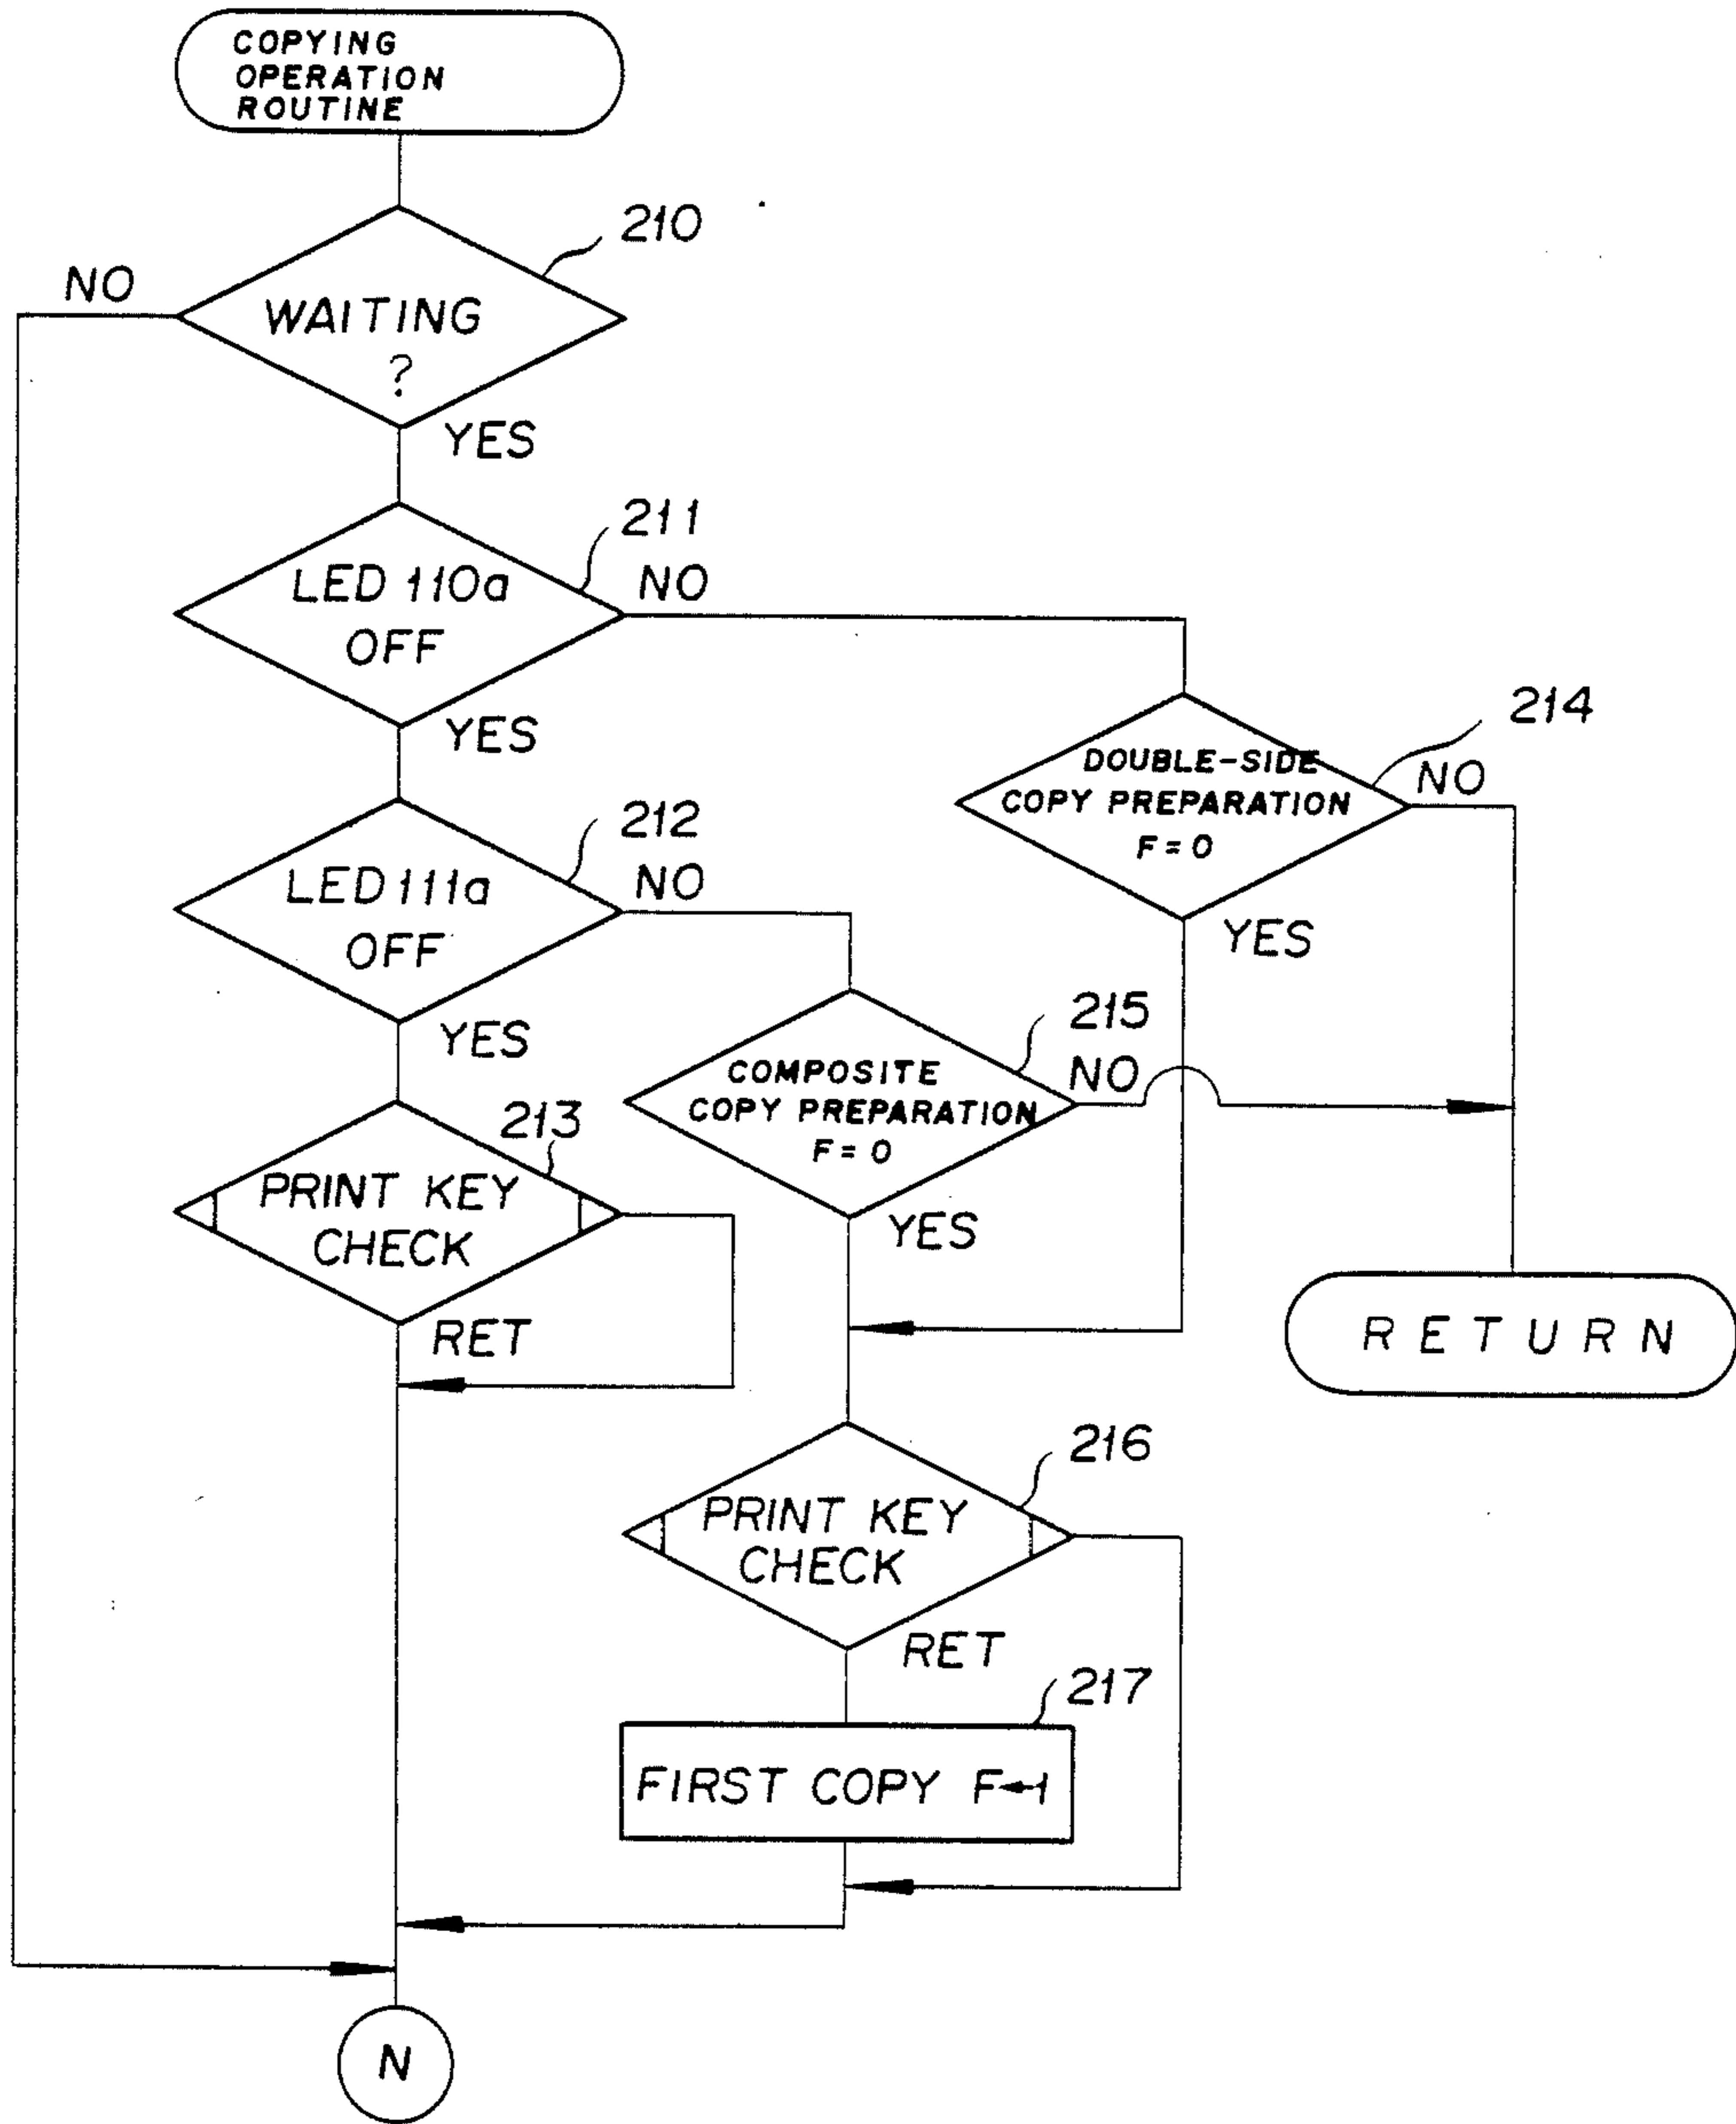 COPYING
OPERATION
ROUTINE
210
NO
WAITING
?
YES
211
LED 110a
OFF
NO
YES
214
DOUBLE-SIDE
COPY PREPARATION
F=0
NO
YES
212
LED 111a
OFF
NO
YES
215
COMPOSITE
COPY PREPARATION
F=0
NO
YES
213
PRINT KEY
CHECK
RET
RETURN
216
PRINT KEY
CHECK
RET
217
FIRST COPY F←1
N